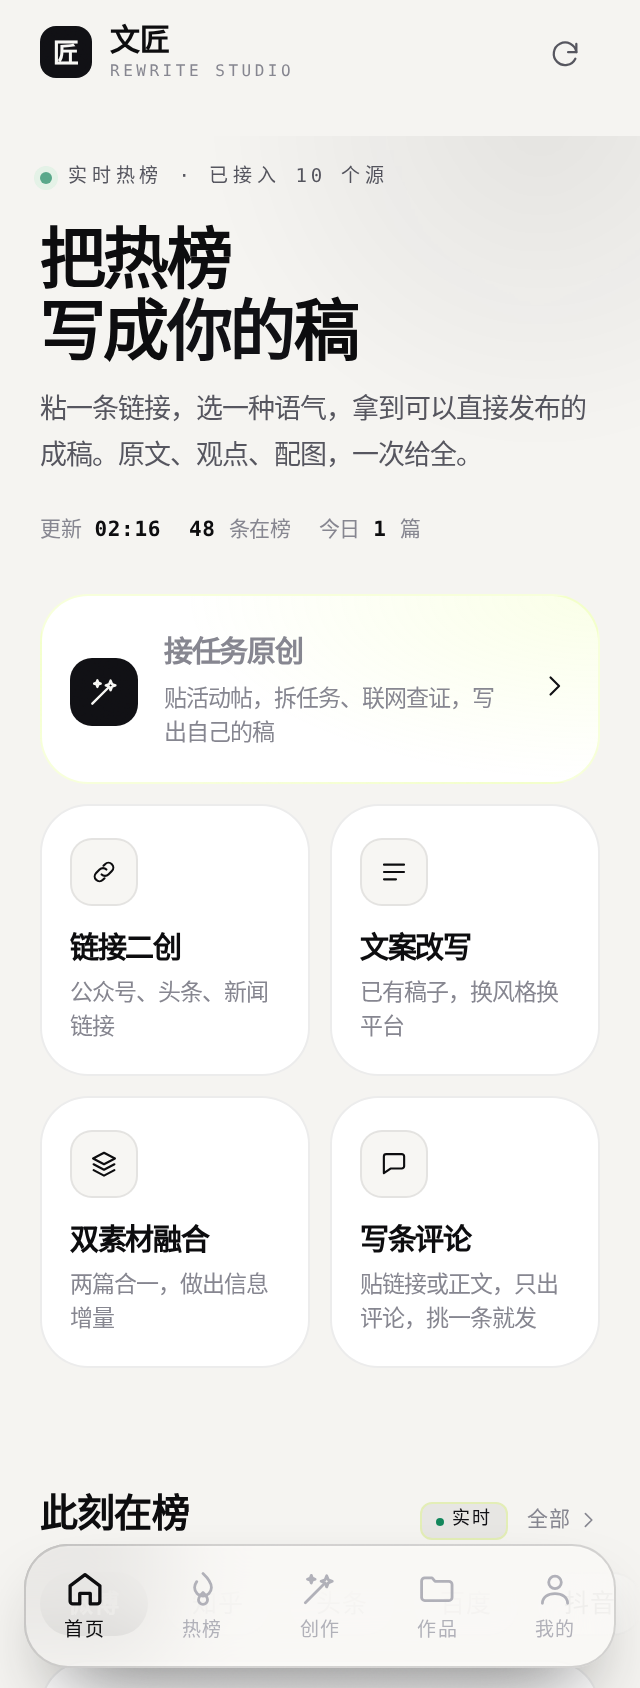 匠
文匠
REWRITE STUDIO
实时热榜 · 已接入 10 个源
把热榜
写成你的稿
粘一条链接，选一种语气，拿到可以直接发布的
成稿。原文、观点、配图，一次给全。
更新 02:16 48 条在榜 今日 1 篇
接任务原创
贴活动帖，拆任务、联网查证，写
出自己的稿
链接二创
公众号、头条、新闻
链接
文案改写
已有稿子，换风格换
平台
双素材融合
两篇合一，做出信息
增量
写条评论
贴链接或正文，只出
评论，挑一条就发
此刻在榜
实时
全部
抖音
首页
热榜
创作
作品
我的